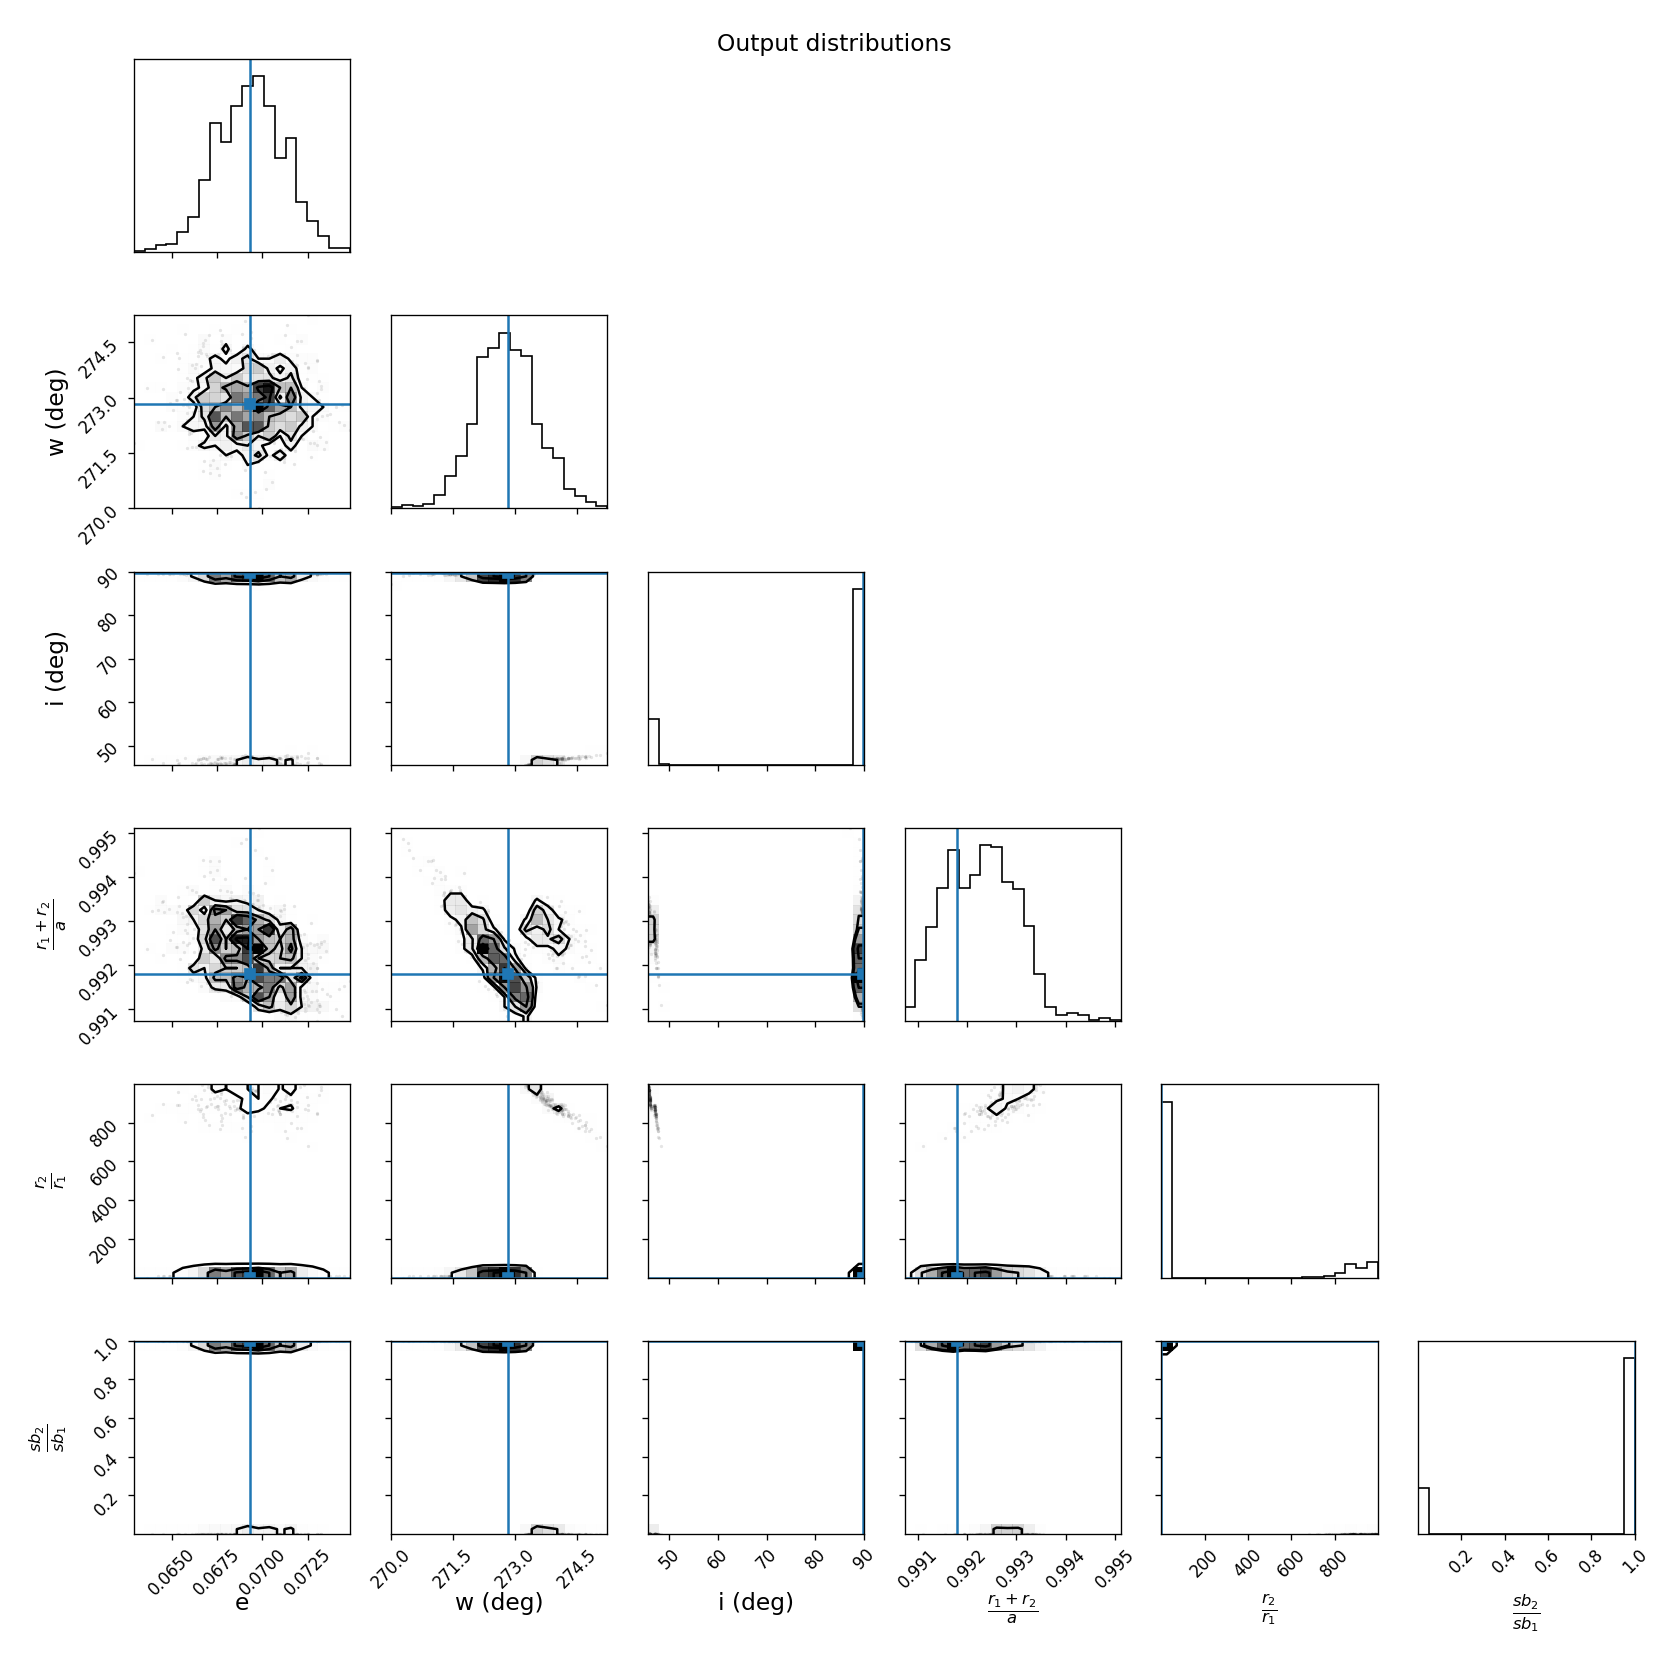 Output distributions
w (deg)
274.5
273.0
271.5
270.0
i (deg)
90
80
70
60
50
r₁ + r₂
a
0.995
0.994
0.993
0.992
0.991
r₂
r₁
800
600
400
200
sb₂
sb₁
1.0
0.8
0.6
0.4
0.2
0.0650 0.0675 0.0700 0.0725
270.0 271.5 273.0 274.5
50 60 70 80 90
0.991 0.992 0.993 0.994 0.995
200 400 600 800
0.2 0.4 0.6 0.8 1.0
e
w (deg)
i (deg)
r₁ + r₂
a
r₂
r₁
sb₂
sb₁